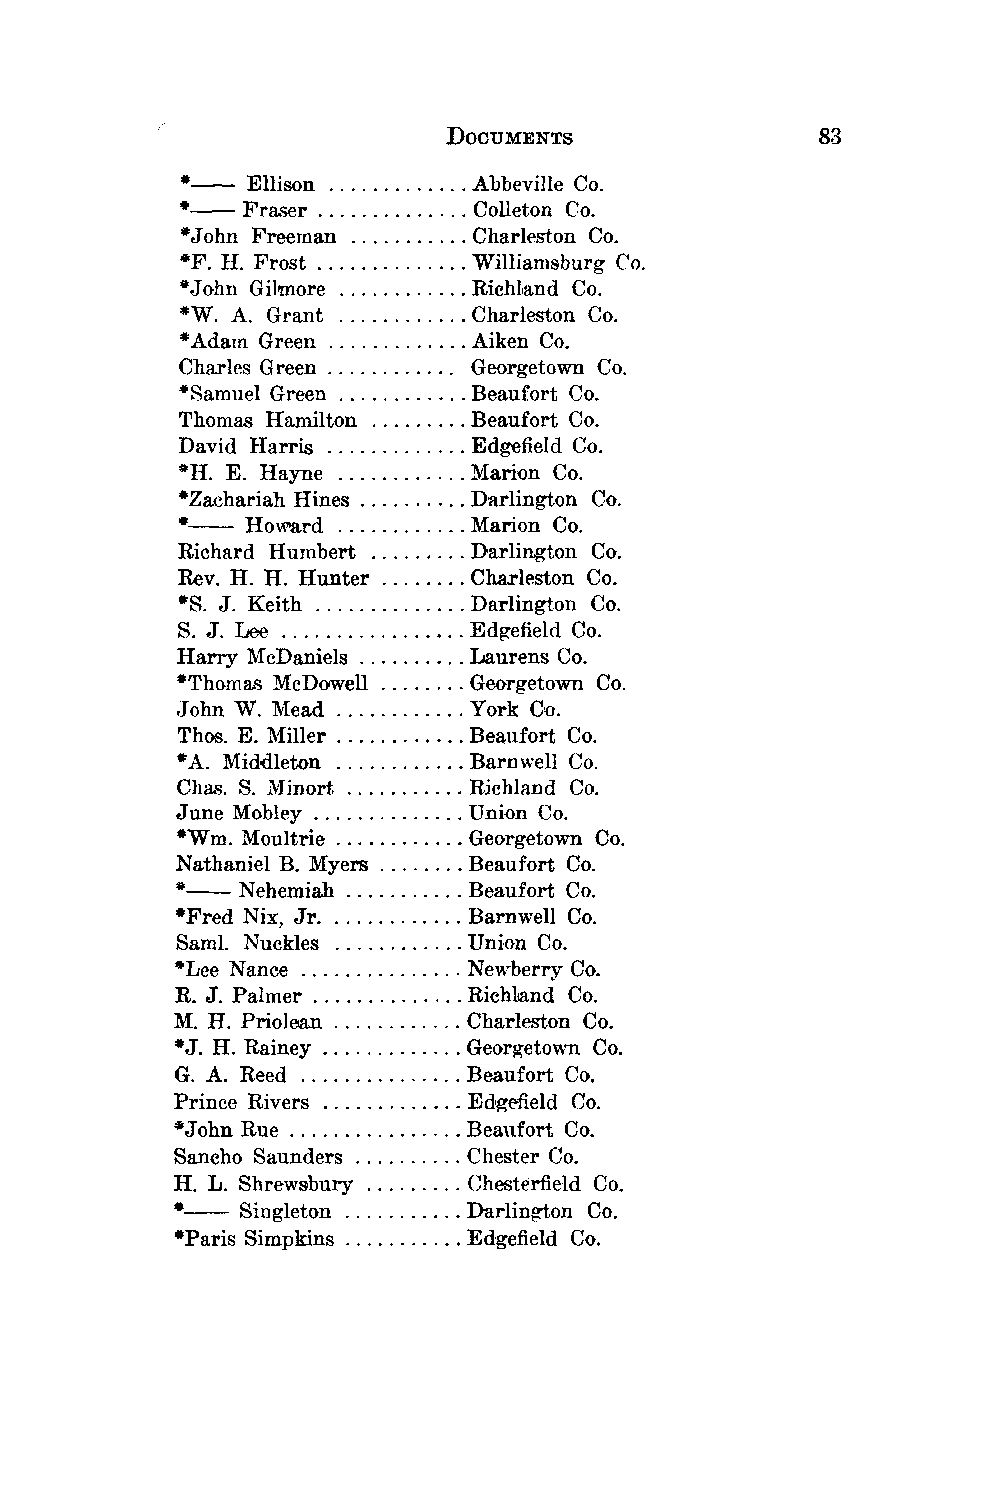 DOCUMENTS 83
*—— Ellison ............. Abbeville Co.
*—— Fraser .............. Colleton Co.
*John Freeman ........... Charleston Co.
*F. H. Frost .............. Williamsburg Co.
*John Gilmore ............ Richland Co.
*W. A. Grant ............ Charleston Co.
*Adam Green ............. Aiken Co.
Charles Green ............ Georgetown Co.
*Samuel Green ............ Beaufort Co.
Thomas Hamilton ......... Beaufort Co.
David Harris ............. Edgefield Co.
*H. E. Hayne ............ Marion Co.
*Zachariah Hines .......... Darlington Co.
*—— Howard ............ Marion Co.
Richard Humbert ......... Darlington Co.
Rev. H. H. Hunter ........ Charleston Co.
*S. J. Keith .............. Darlington Co.
S. J. Lee ................. Edgefield Co.
Harry McDaniels .......... Laurens Co.
*Thomas McDowell ........ Georgetown Co.
John W. Mead ............ York Co.
Thos. E. Miller ............ Beaufort Co.
*A. Middleton ............ Barnwell Co.
Chas. S. Minort ........... Richland Co.
June Mobley .............. Union Co.
*Wm. Moultrie ............ Georgetown Co.
Nathaniel B. Myers ........ Beaufort Co.
*—— Nehemiah ........... Beaufort Co.
*Fred Nix, Jr. ............ Barnwell Co.
Saml. Nuckles ............ Union Co.
*Lee Nance ............... Newberry Co.
R. J. Palmer .............. Richland Co.
M. H. Priolean ............ Charleston Co.
*J. H. Rainey ............. Georgetown Co.
G. A. Reed ............... Beaufort Co.
Prince Rivers ............. Edgefield Co.
*John Rue ................ Beaufort Co.
Sancho Saunders .......... Chester Co.
H. L. Shrewsbury ......... Chesterfield Co.
*—— Singleton ........... Darlington Co.
*Paris Simpkins ........... Edgefield Co.